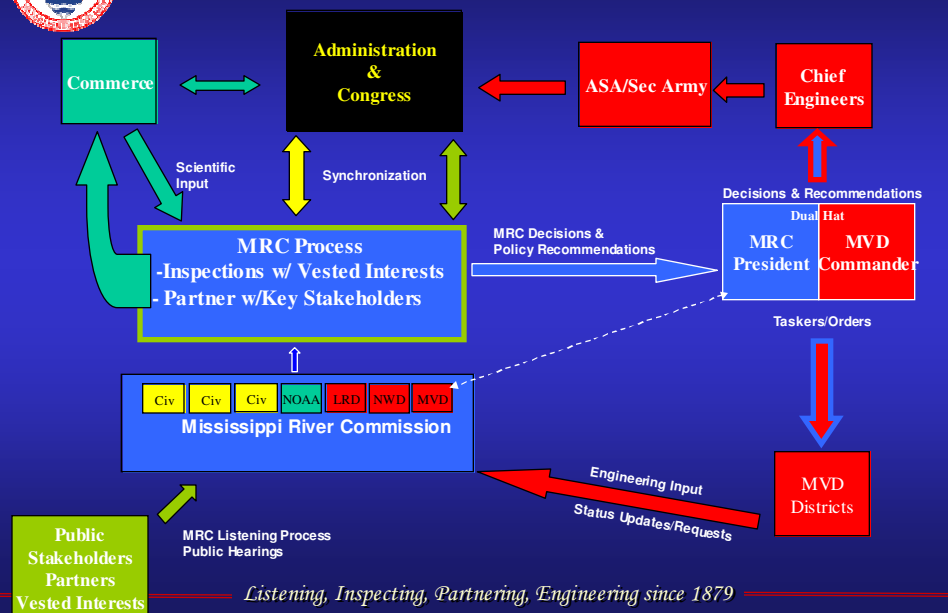 Commerce
Administration
&
Congress
ASA/Sec Army
Chief
Engineers
Scientific
Input
Synchronization
Decisions & Recommendations
Dual Hat
MRC
President
MVD
Commander
MRC Decisions &
Policy Recommendations
MRC Process
-Inspections w/ Vested Interests
- Partner w/Key Stakeholders
Taskers/Orders
Civ
Civ
Civ
NOAA
LRD
NWD
MVD
Mississippi River Commission
Engineering Input
Status Updates/Requests
MVD
Districts
Public
Stakeholders
Partners
Vested Interests
MRC Listening Process
Public Hearings
Listening, Inspecting, Partnering, Engineering since 1879